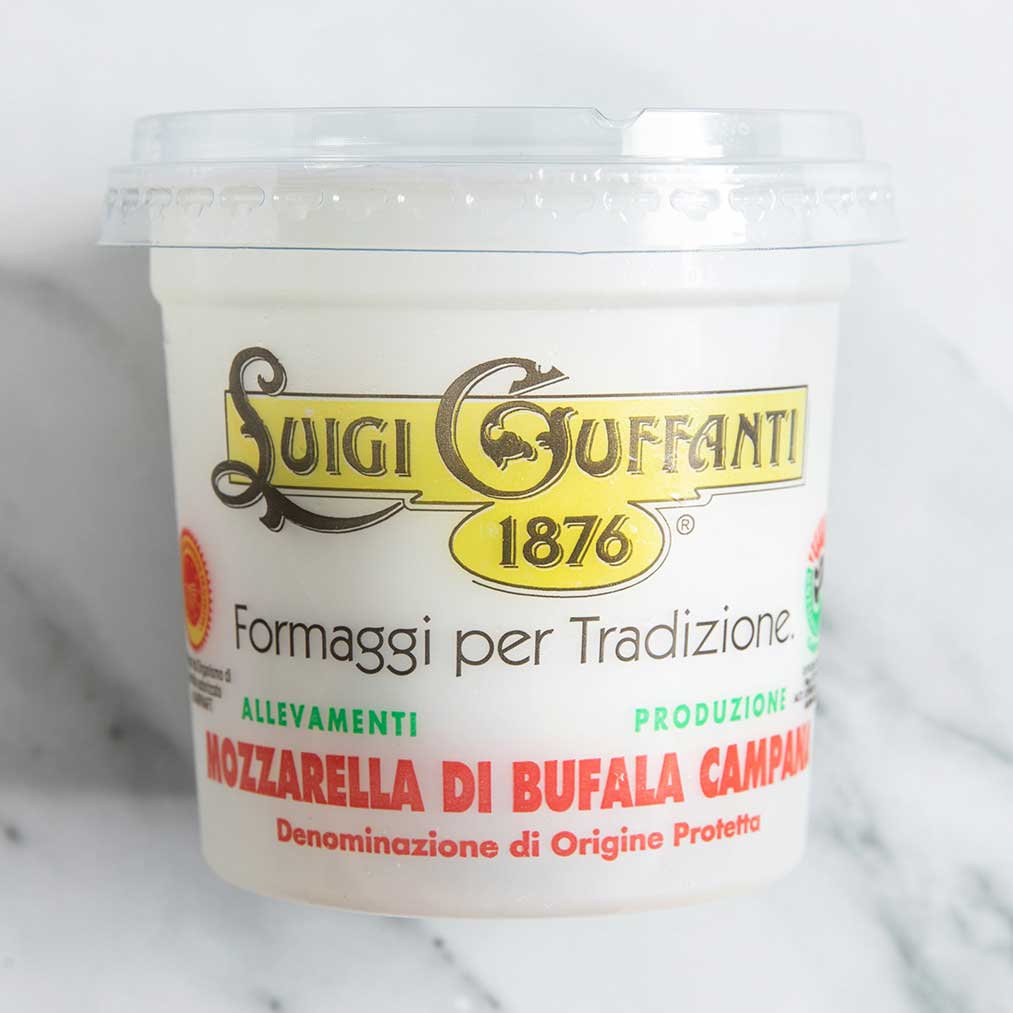 LUIGI GUFFANTI
1876 ®
Formaggi per Tradizione.
ALLEVAMENTI PRODUZIONE
MOZZARELLA DI BUFALA CAMPANA
Denominazione di Origine Protetta